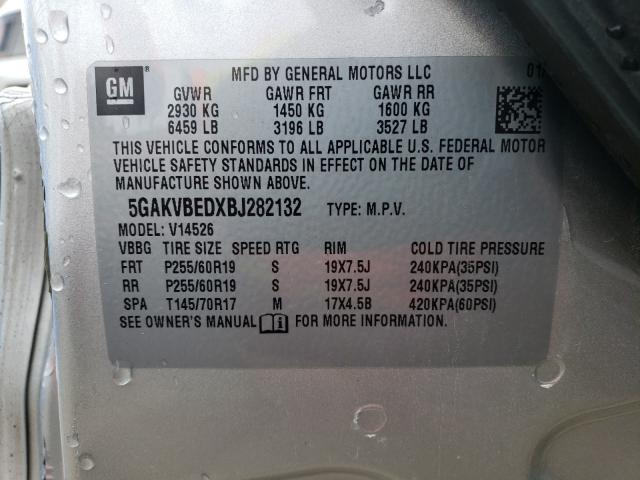 MFD BY GENERAL MOTORS LLC 01/
GM ®
GVWR GAWR FRT GAWR RR
2930 KG 1450 KG 1600 KG
6459 LB 3196 LB 3527 LB
THIS VEHICLE CONFORMS TO ALL APPLICABLE U.S. FEDERAL MOTOR
VEHICLE SAFETY STANDARDS IN EFFECT ON THE DATE OF
MANUFACTURE SHOWN ABOVE.
5GAKVBEDXBJ282132 TYPE: M.P.V.
MODEL: V14526
VBBG TIRE SIZE SPEED RTG RIM COLD TIRE PRESSURE
FRT P255/60R19 S 19X7.5J 240KPA(35PSI)
RR P255/60R19 S 19X7.5J 240KPA(35PSI)
SPA T145/70R17 M 17X4.5B 420KPA(60PSI)
SEE OWNER'S MANUAL FOR MORE INFORMATION.